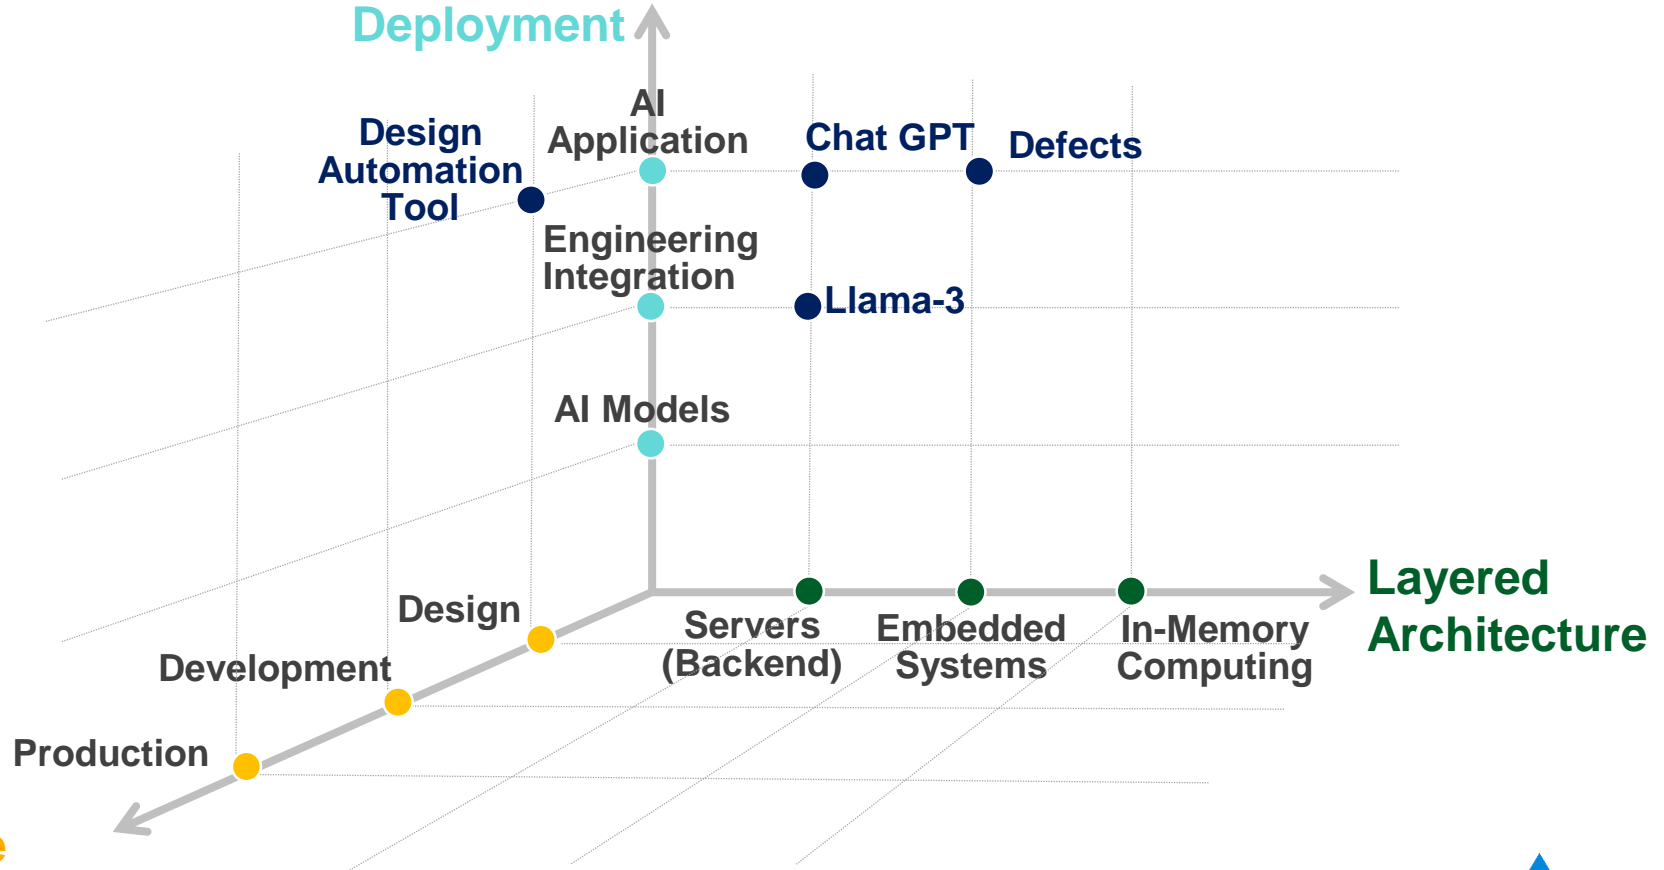 Deployment
AI
Application
Design
Automation
Tool
Chat GPT
Defects
Engineering
Integration
Llama-3
AI Models
Layered
Architecture
Design
Servers
(Backend)
Embedded
Systems
In-Memory
Computing
Development
Production
e